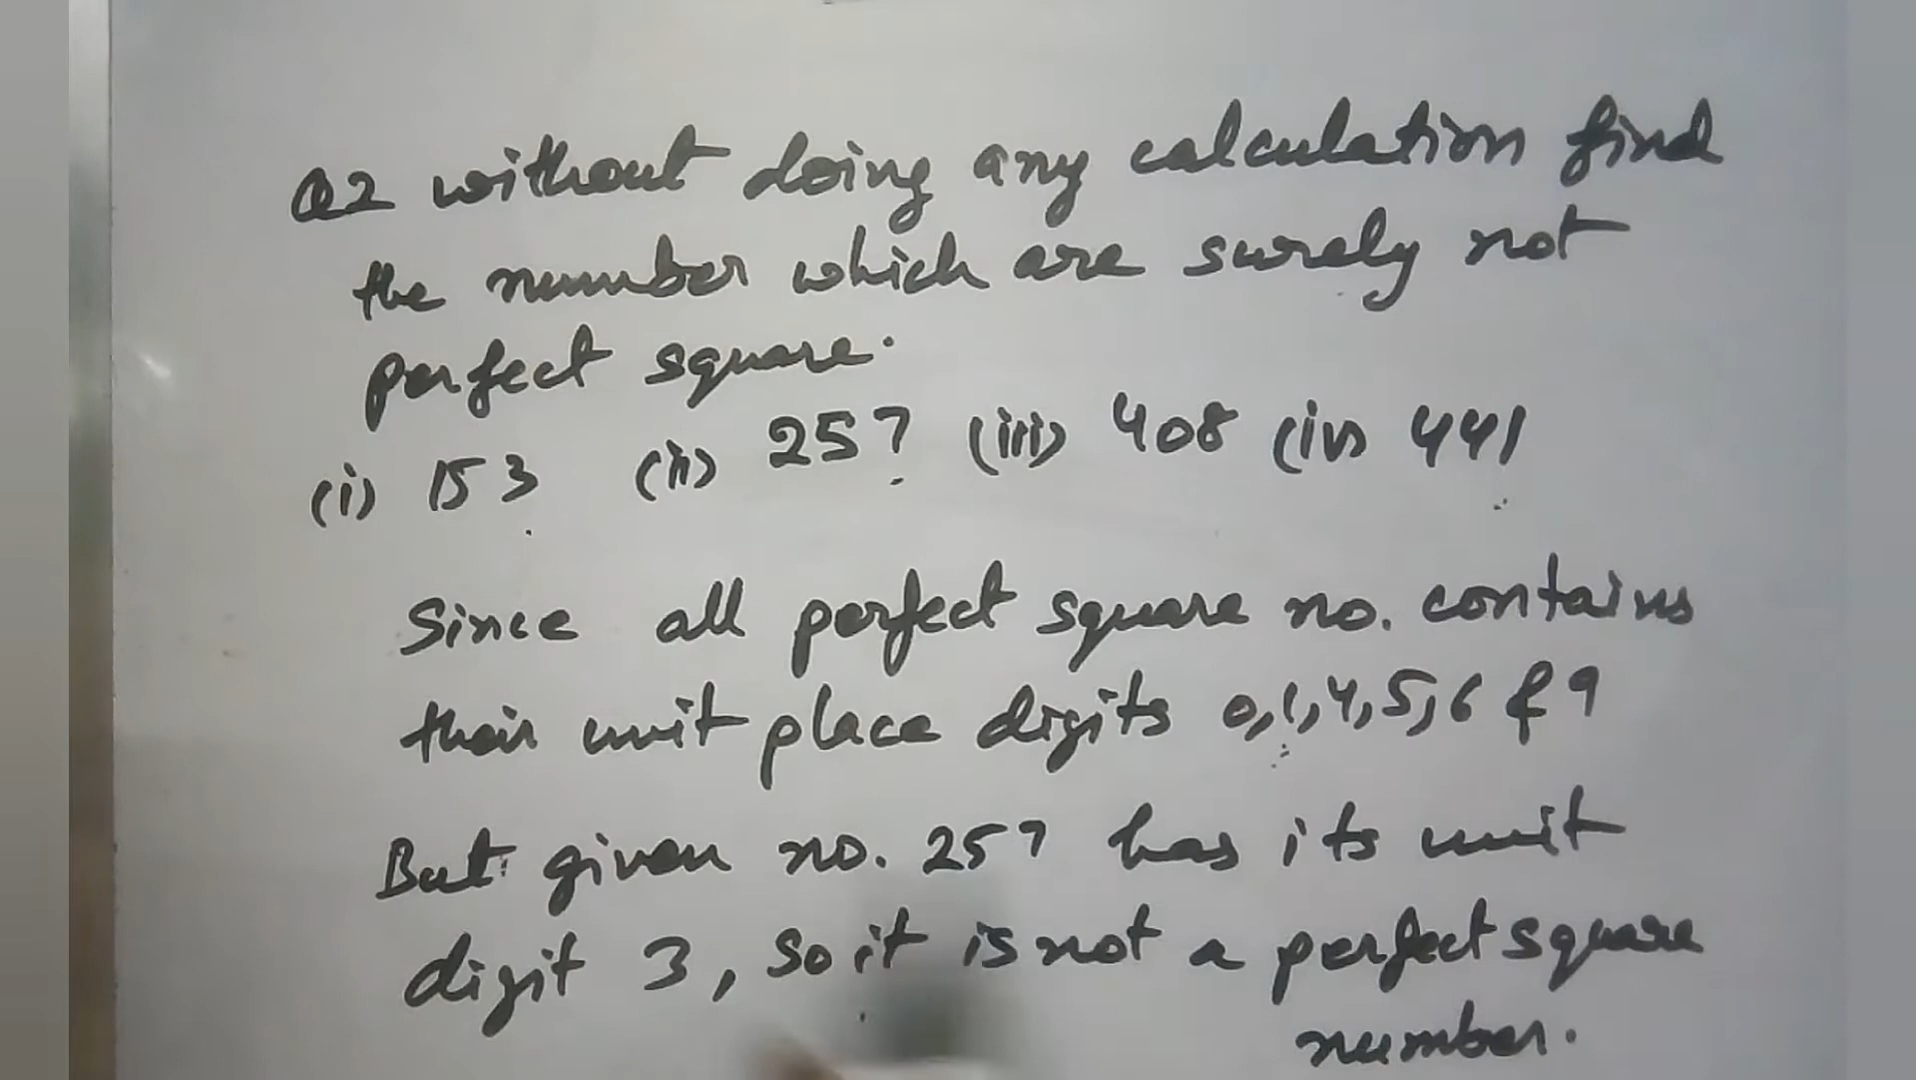 Q2 without doing any calculation find
the number which are surely not
perfect square.
(i) 153 (ii) 257 (iii) 408 (iv) 441
Since all perfect square no. contains
their unit place digits 0,1,4,5,6 & 9
But given no. 257 has its unit
digit 3, so it is not a perfect square
number.